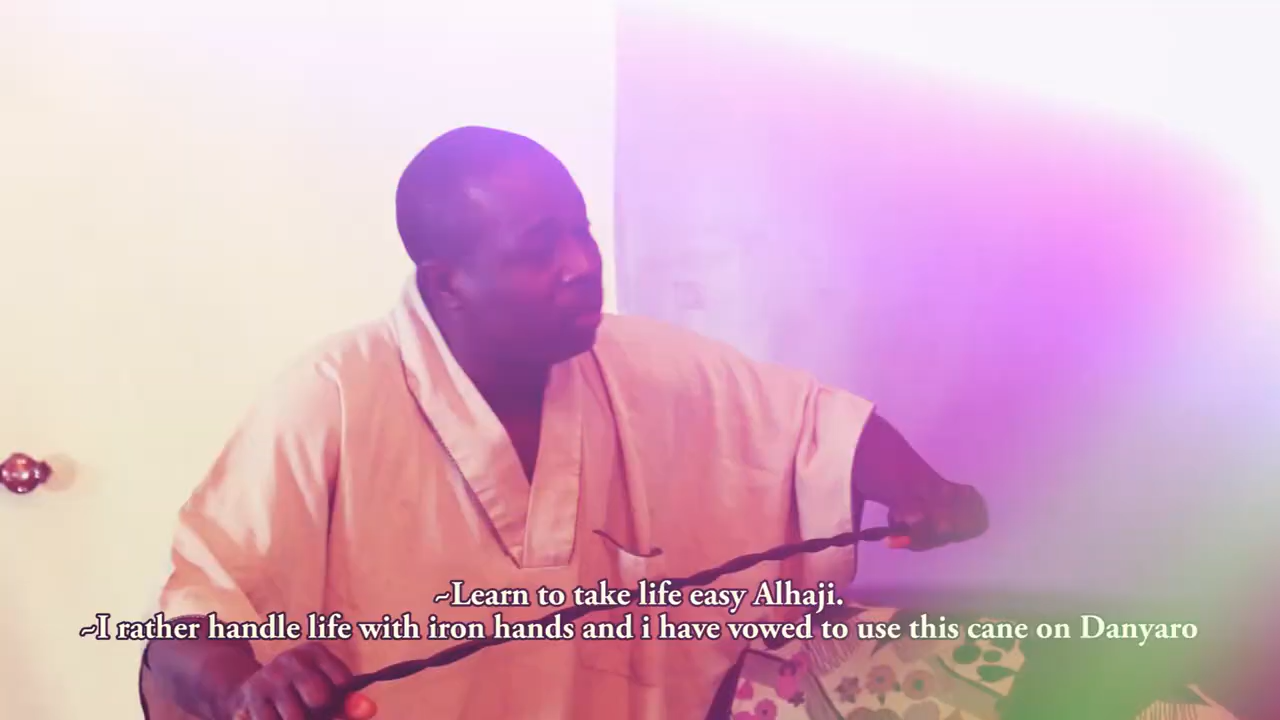 ~Learn to take life easy Alhaji.
~I rather handle life with iron hands and i have vowed to use this cane on Danyaro